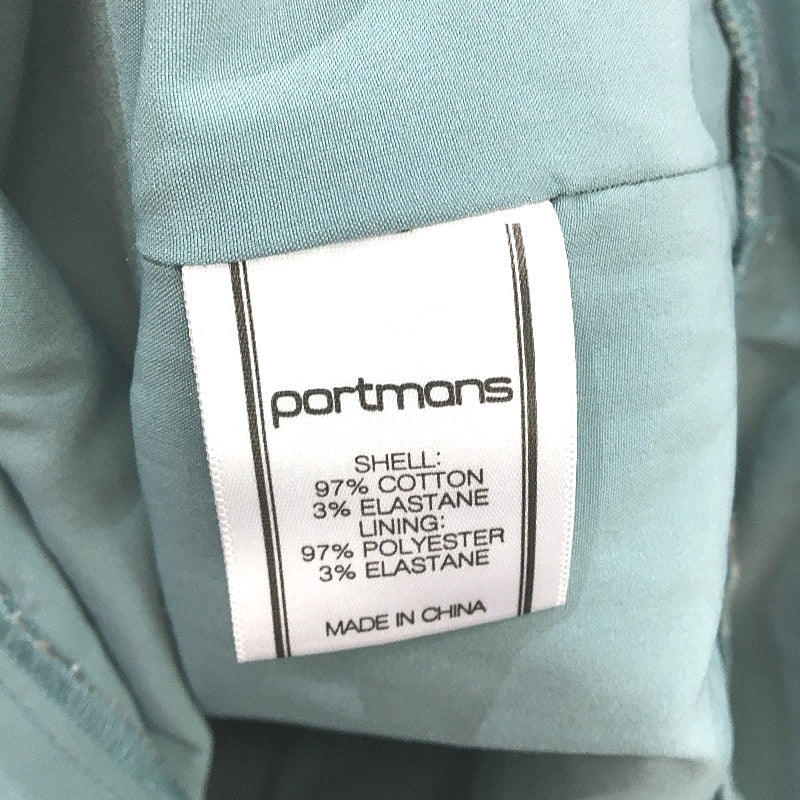 portmans
SHELL:
97% COTTON
3% ELASTANE
LINING:
97% POLYESTER
3% ELASTANE
MADE IN CHINA